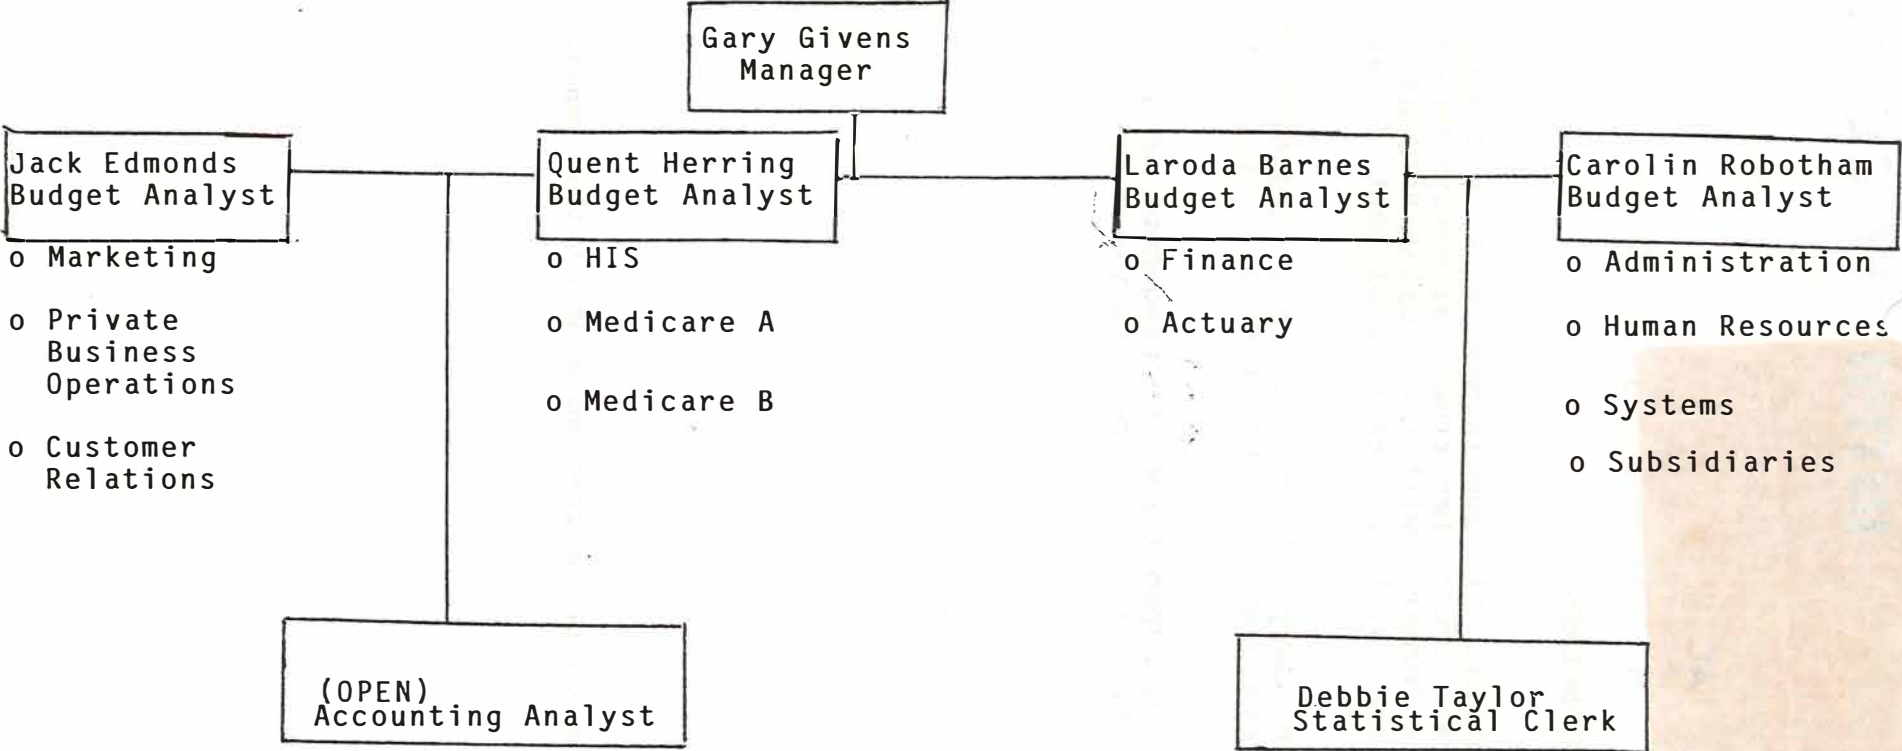 Gary Givens
Manager
Jack Edmonds
Budget Analyst
o Marketing
o Private
Business
Operations
o Customer
Relations
Quent Herring
Budget Analyst
o HIS
o Medicare A
o Medicare B
Laroda Barnes
Budget Analyst
o Finance
o Actuary
Carolin Robotham
Budget Analyst
o Administration
o Human Resources
o Systems
o Subsidiaries
(OPEN)
Accounting Analyst
Debbie Taylor
Statistical Clerk